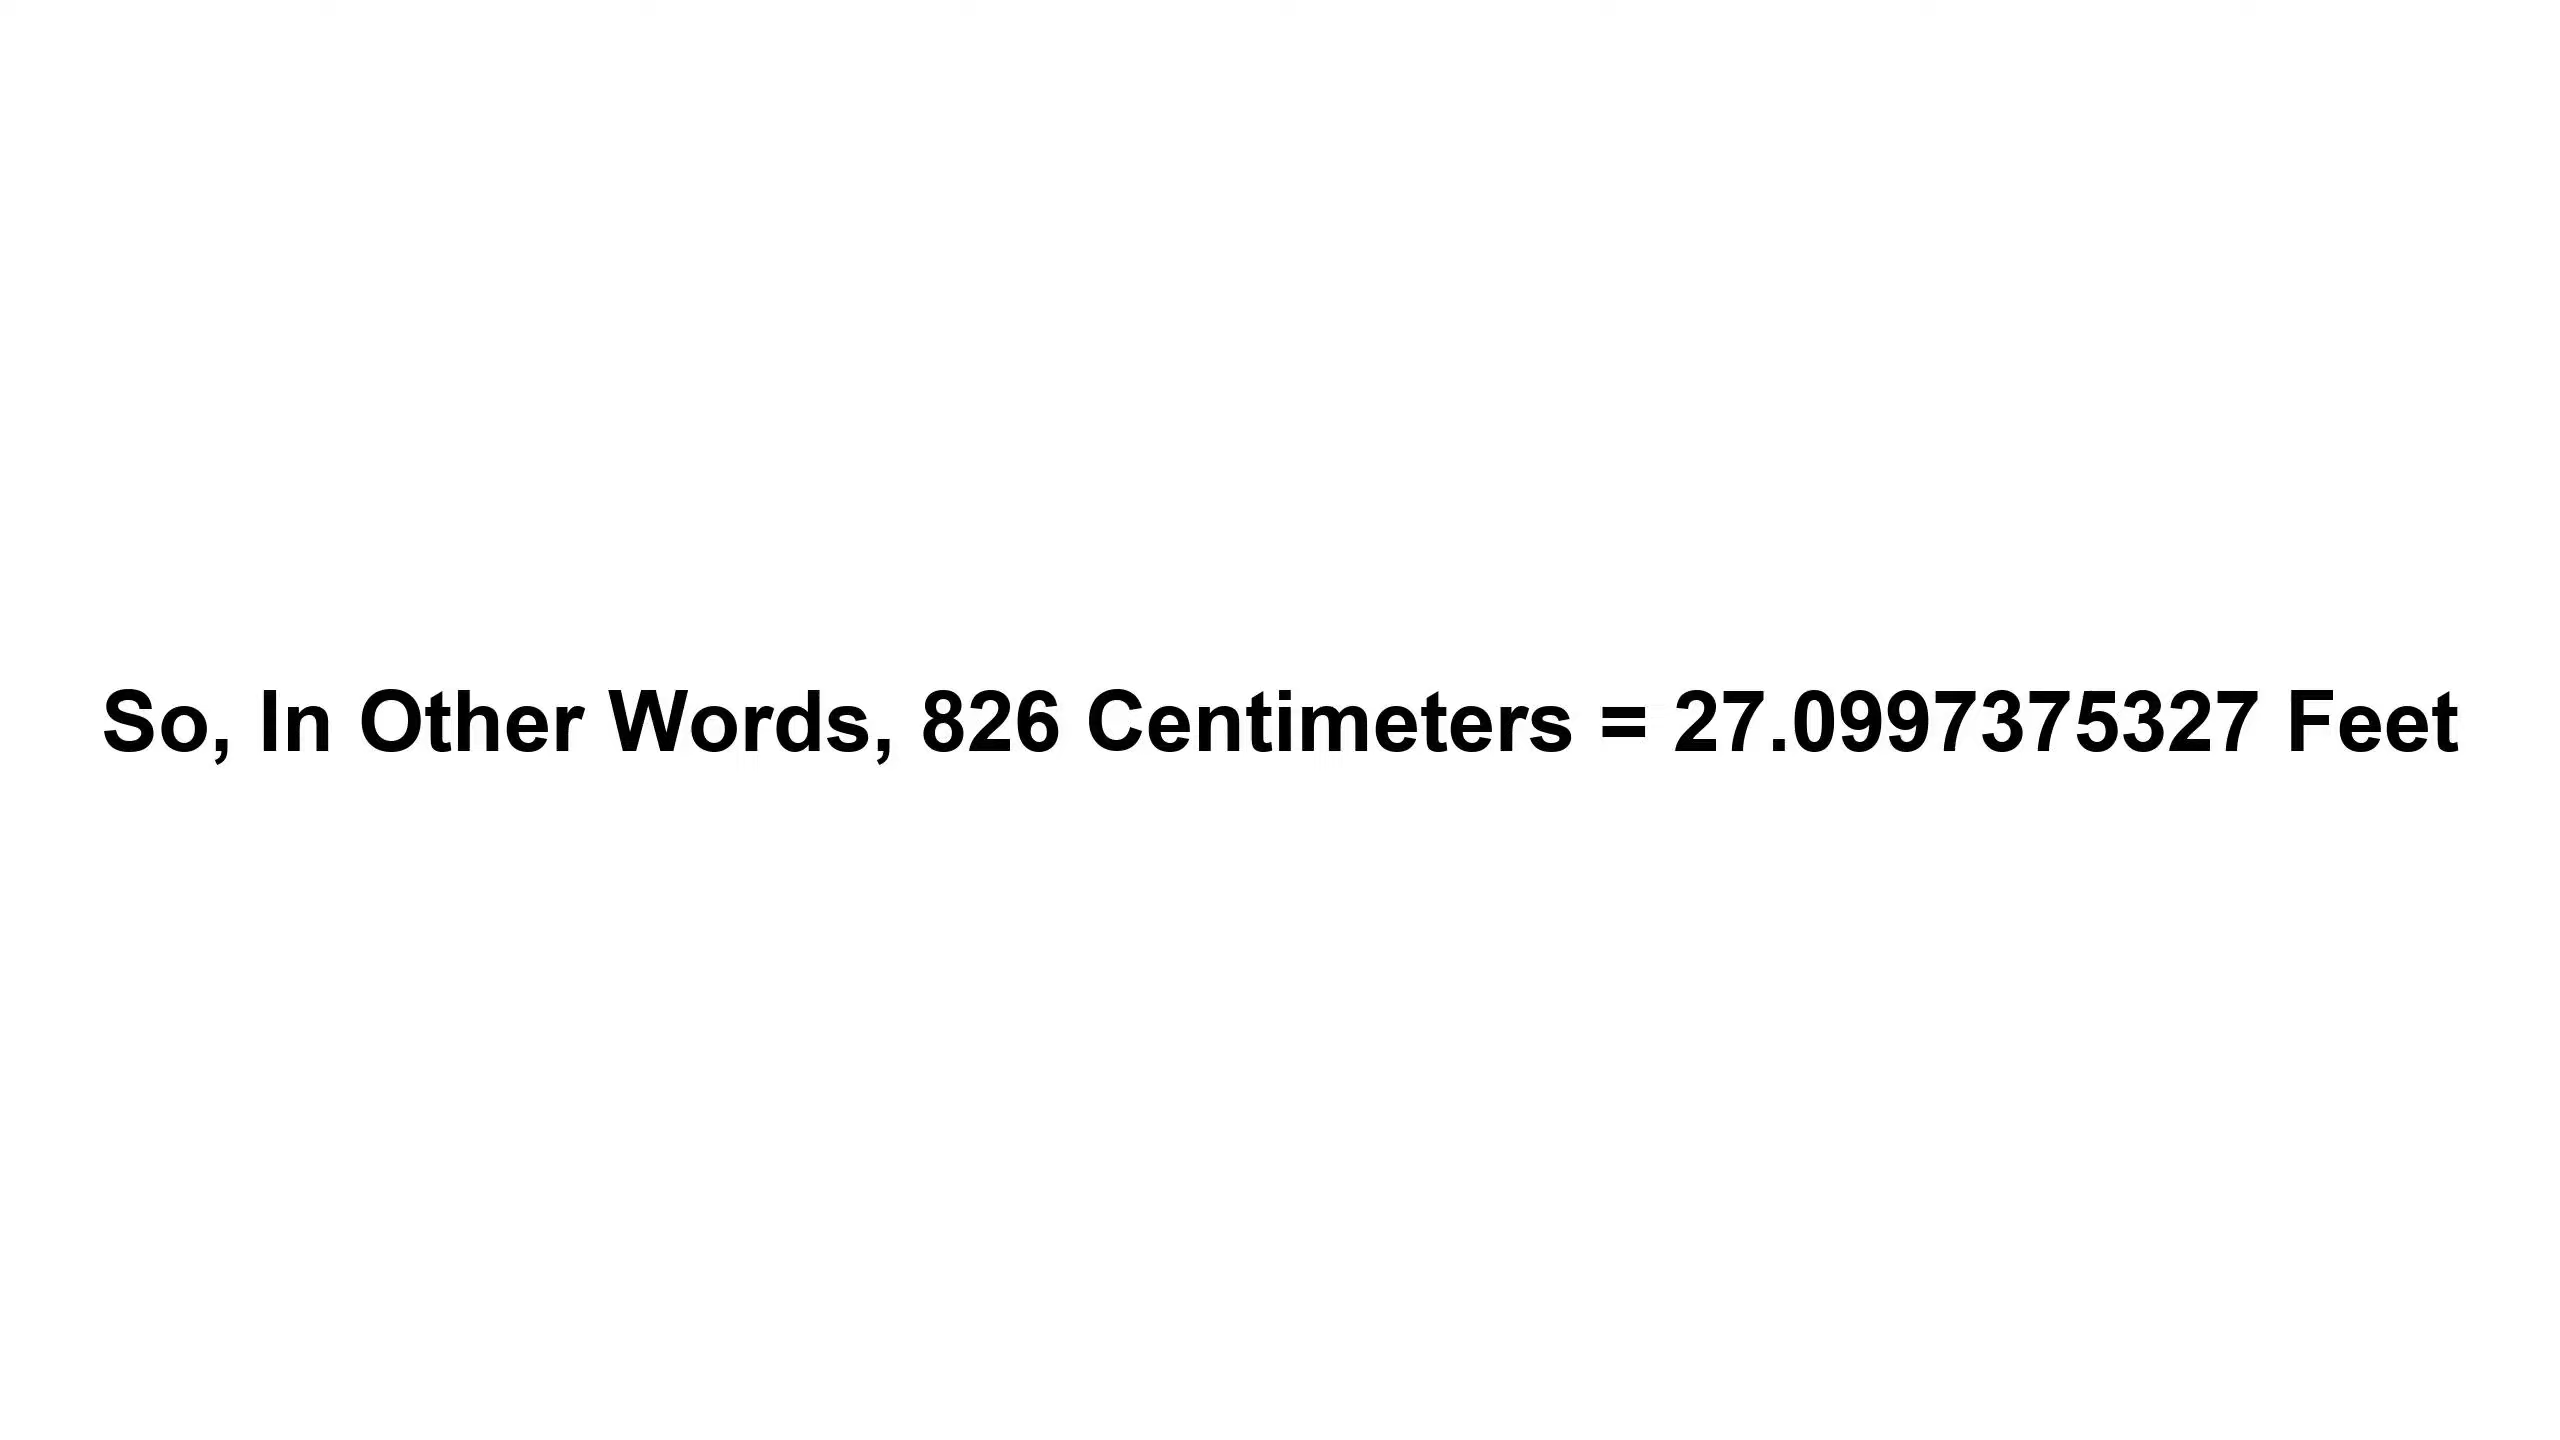 So, In Other Words, 826 Centimeters = 27.0997375327 Feet